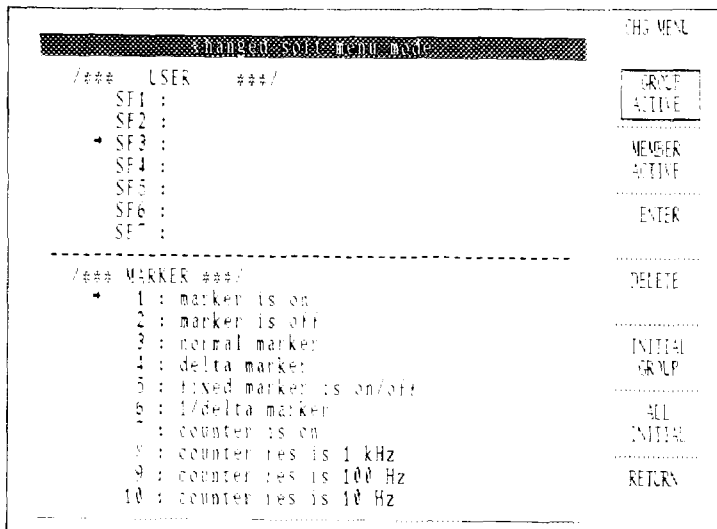 Changed soft menu mode
/*** USER ***/
SF1 :
SF2 :
→ SF3 :
SF4 :
SF5 :
SF6 :
SF7 :
/*** MARKER ***/
→ 1 : marker is on
2 : marker is off
3 : normal marker
4 : delta marker
5 : fixed marker is on/off
6 : 1/delta marker
7 : counter is on
8 : counter res is 1 kHz
9 : counter res is 100 Hz
10 : counter res is 10 Hz
CHG MENU
GROUP
ACTIVE
MEMBER
ACTIVE
ENTER
DELETE
INITIAL
GROUP
ALL
INITIAL
RETURN